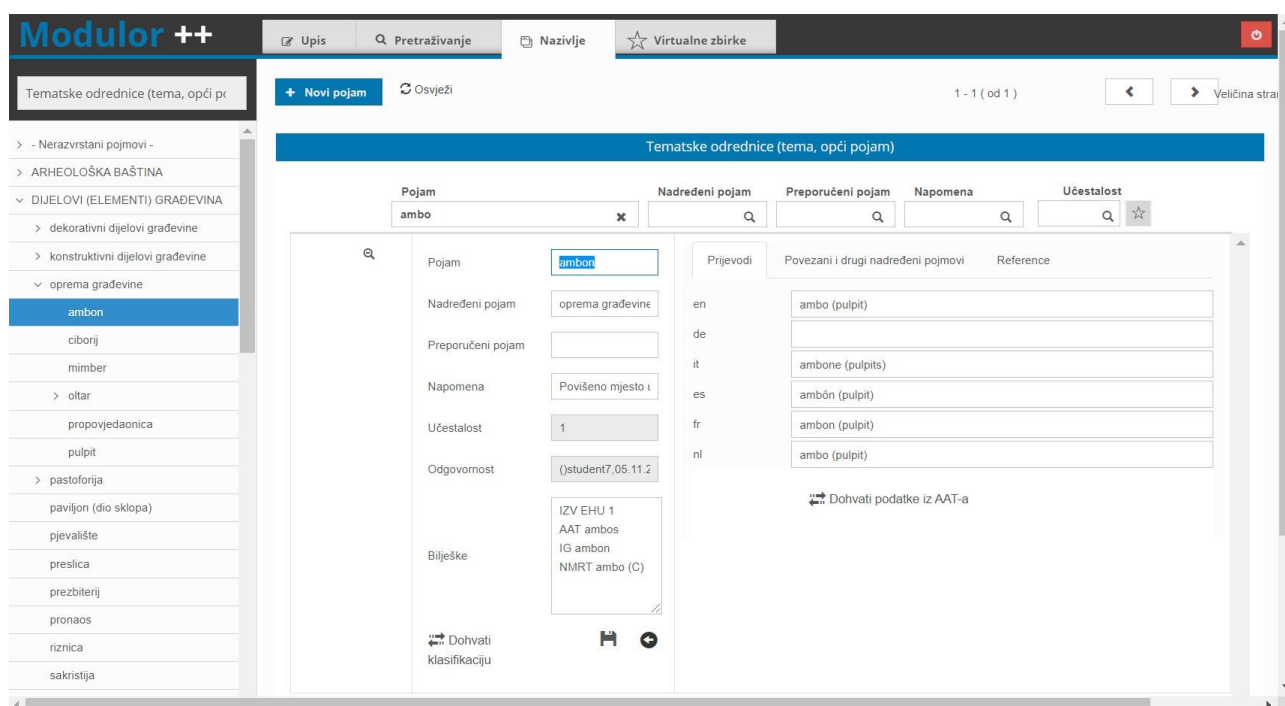 Modulor ++
Upis
Pretraživanje
Nazivlje
Virtualne zbirke
Tematske odrednice (tema, opći po
+ Novi pojam
Osvježi
1 - 1 ( od 1 )
Veličina stran
- Nerazvrstani pojmovi -
ARHEOLOŠKA BAŠTINA
DIJELOVI (ELEMENTI) GRAĐEVINA
dekorativni dijelovi građevine
konstruktivni dijelovi građevine
oprema građevine
ambon
ciborij
mimber
oltar
propovjedaonica
pulpit
pastoforija
paviljon (dio sklopa)
pjevalište
preslica
prezbiterij
pronaos
riznica
sakristija
Tematske odrednice (tema, opći pojam)
Pojam
Nadređeni pojam
Preporučeni pojam
Napomena
Učestalost
ambo
Pojam
ambon
Nadređeni pojam
oprema građevine
Preporučeni pojam
Napomena
Povišeno mjesto u
Učestalost
1
Odgovornost
()student7,05.11.2
Bilješke
IZV EHU 1
AAT ambos
IG ambon
NMRT ambo (C)
Dohvati
klasifikaciju
Prijevodi
Povezani i drugi nadređeni pojmovi
Reference
en
ambo (pulpit)
de
it
ambone (pulpits)
es
ambón (pulpit)
fr
ambon (pulpit)
nl
ambo (pulpit)
Dohvati podatke iz AAT-a